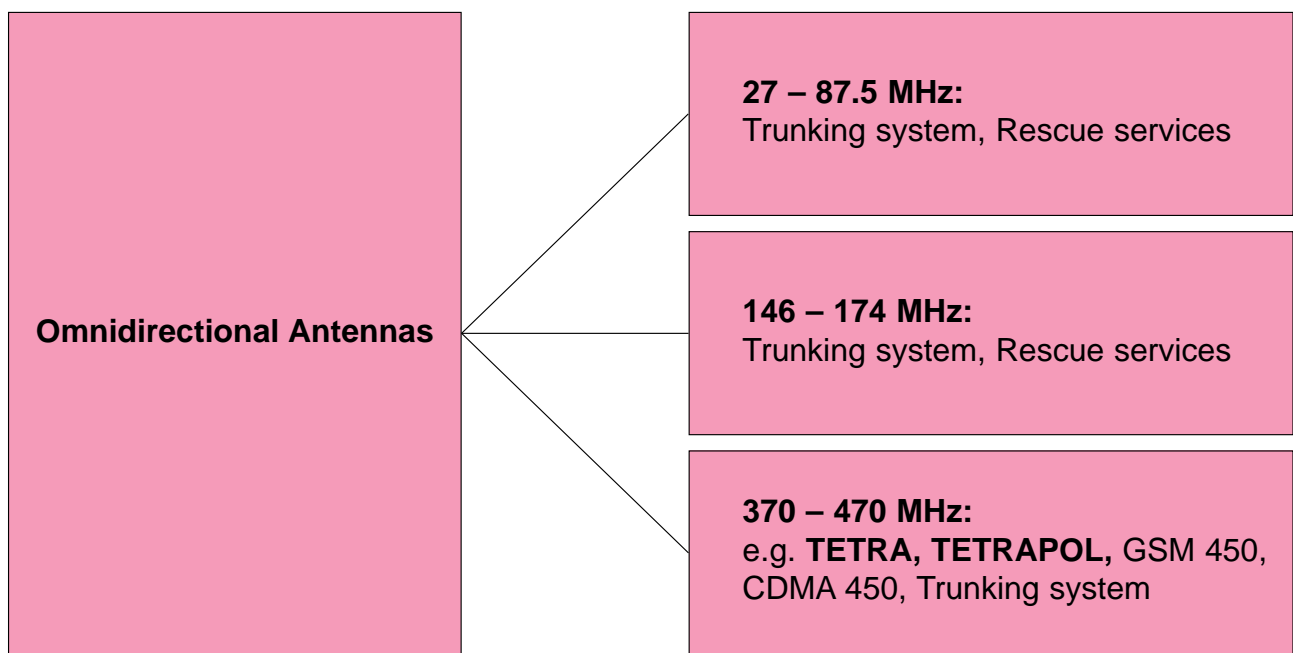 Omnidirectional Antennas
27 – 87.5 MHz:
Trunking system, Rescue services
146 – 174 MHz:
Trunking system, Rescue services
370 – 470 MHz:
e.g. TETRA, TETRAPOL, GSM 450,
CDMA 450, Trunking system